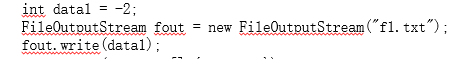 int data1 = -2;
FileOutputStream fout = new FileOutputStream("f1.txt");
fout.write(data1);